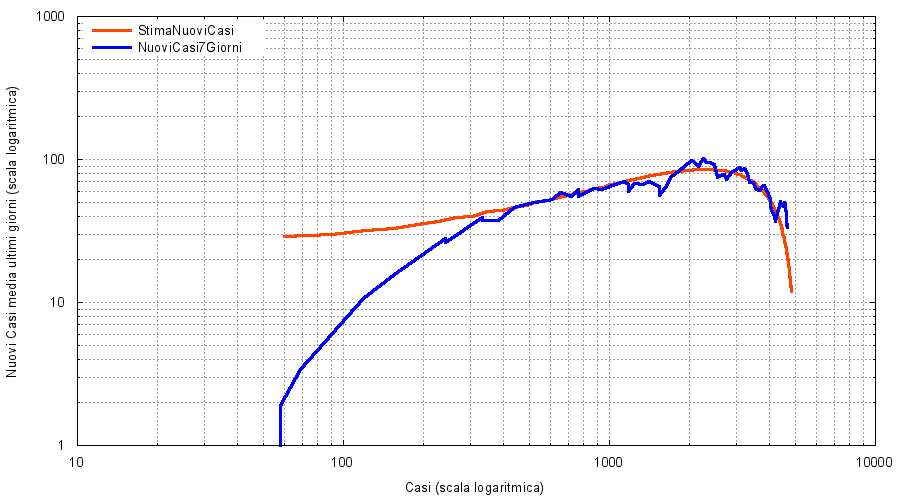 1000
StimaNuoviCasi
NuoviCasi7Giorni
100
10
1
10
100
1000
10000
Nuovi Casi media ultimi giorni (scala logaritmica)
Casi (scala logaritmica)